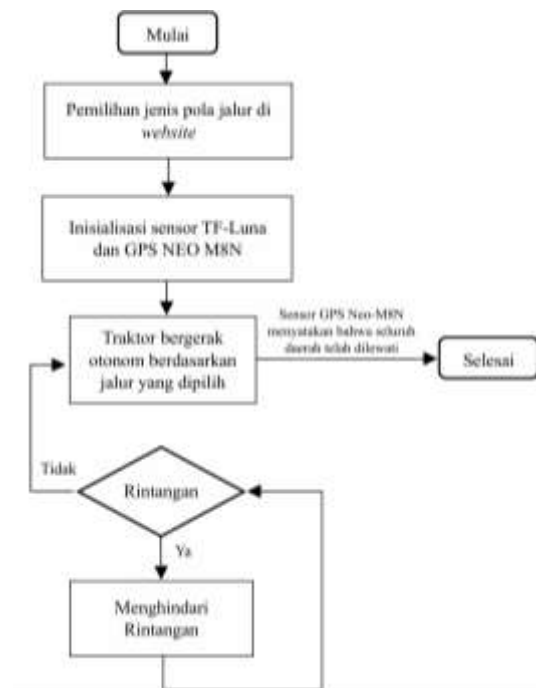 Mulai
Pemilihan jenis pola jalur di
website
Inisialisasi sensor TF-Luna
dan GPS NEO M8N
Sensor GPS Neo-M8N
menyatakan bahwa seluruh
daerah telah dilewati
Traktor bergerak
otonom berdasarkan
jalur yang dipilih
Selesai
Tidak
Rintangan
Ya
Menghindari
Rintangan